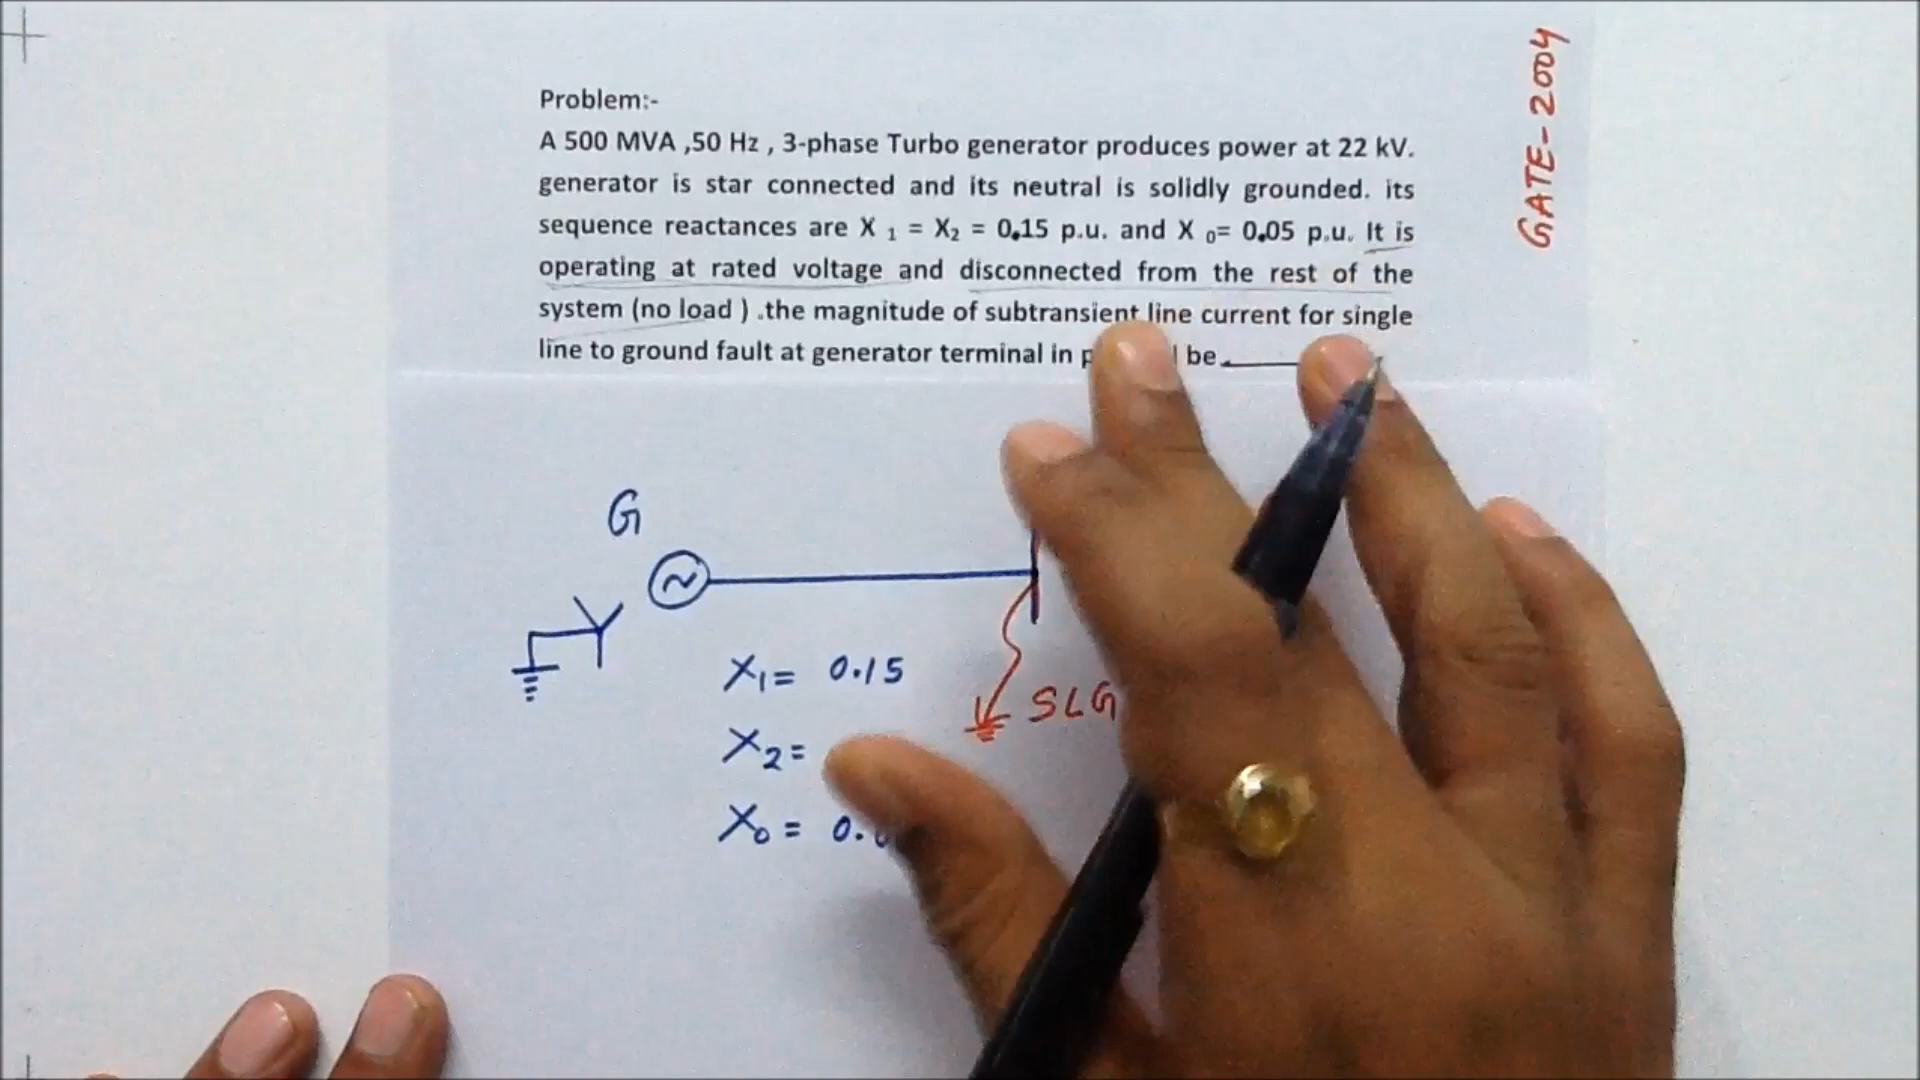 Problem:-
A 500 MVA ,50 Hz , 3-phase Turbo generator produces power at 22 kV.
generator is star connected and its neutral is solidly grounded. its
sequence reactances are X 1 = X2 = 0.15 p.u. and X 0= 0.05 p.u. It is
operating at rated voltage and disconnected from the rest of the
system (no load ) .the magnitude of subtransient line current for single
line to ground fault at generator terminal in be
GATE-2004
G
X1= 0.15
SLG
X2=
X0 = 0.